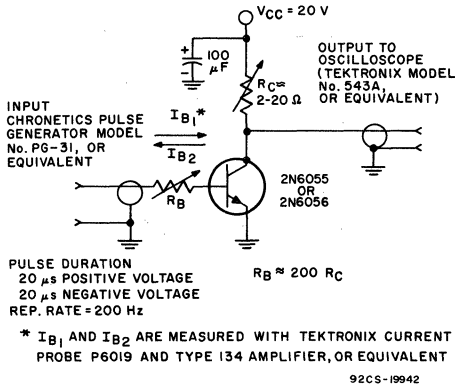 VCC = 20 V
+
100
μF
−
RC≈
2-20 Ω
OUTPUT TO
OSCILLOSCOPE
(TEKTRONIX MODEL
No. 543A,
OR EQUIVALENT)
INPUT
CHRONETICS PULSE
GENERATOR MODEL
No. PG-31, OR
EQUIVALENT
IB1*
IB2
RB
2N6055
OR
2N6056
PULSE DURATION
20 μs POSITIVE VOLTAGE
20 μs NEGATIVE VOLTAGE
REP. RATE = 200 Hz
RB ≈ 200 RC
* IB1 AND IB2 ARE MEASURED WITH TEKTRONIX CURRENT
PROBE P6019 AND TYPE 134 AMPLIFIER, OR EQUIVALENT
92CS-19942